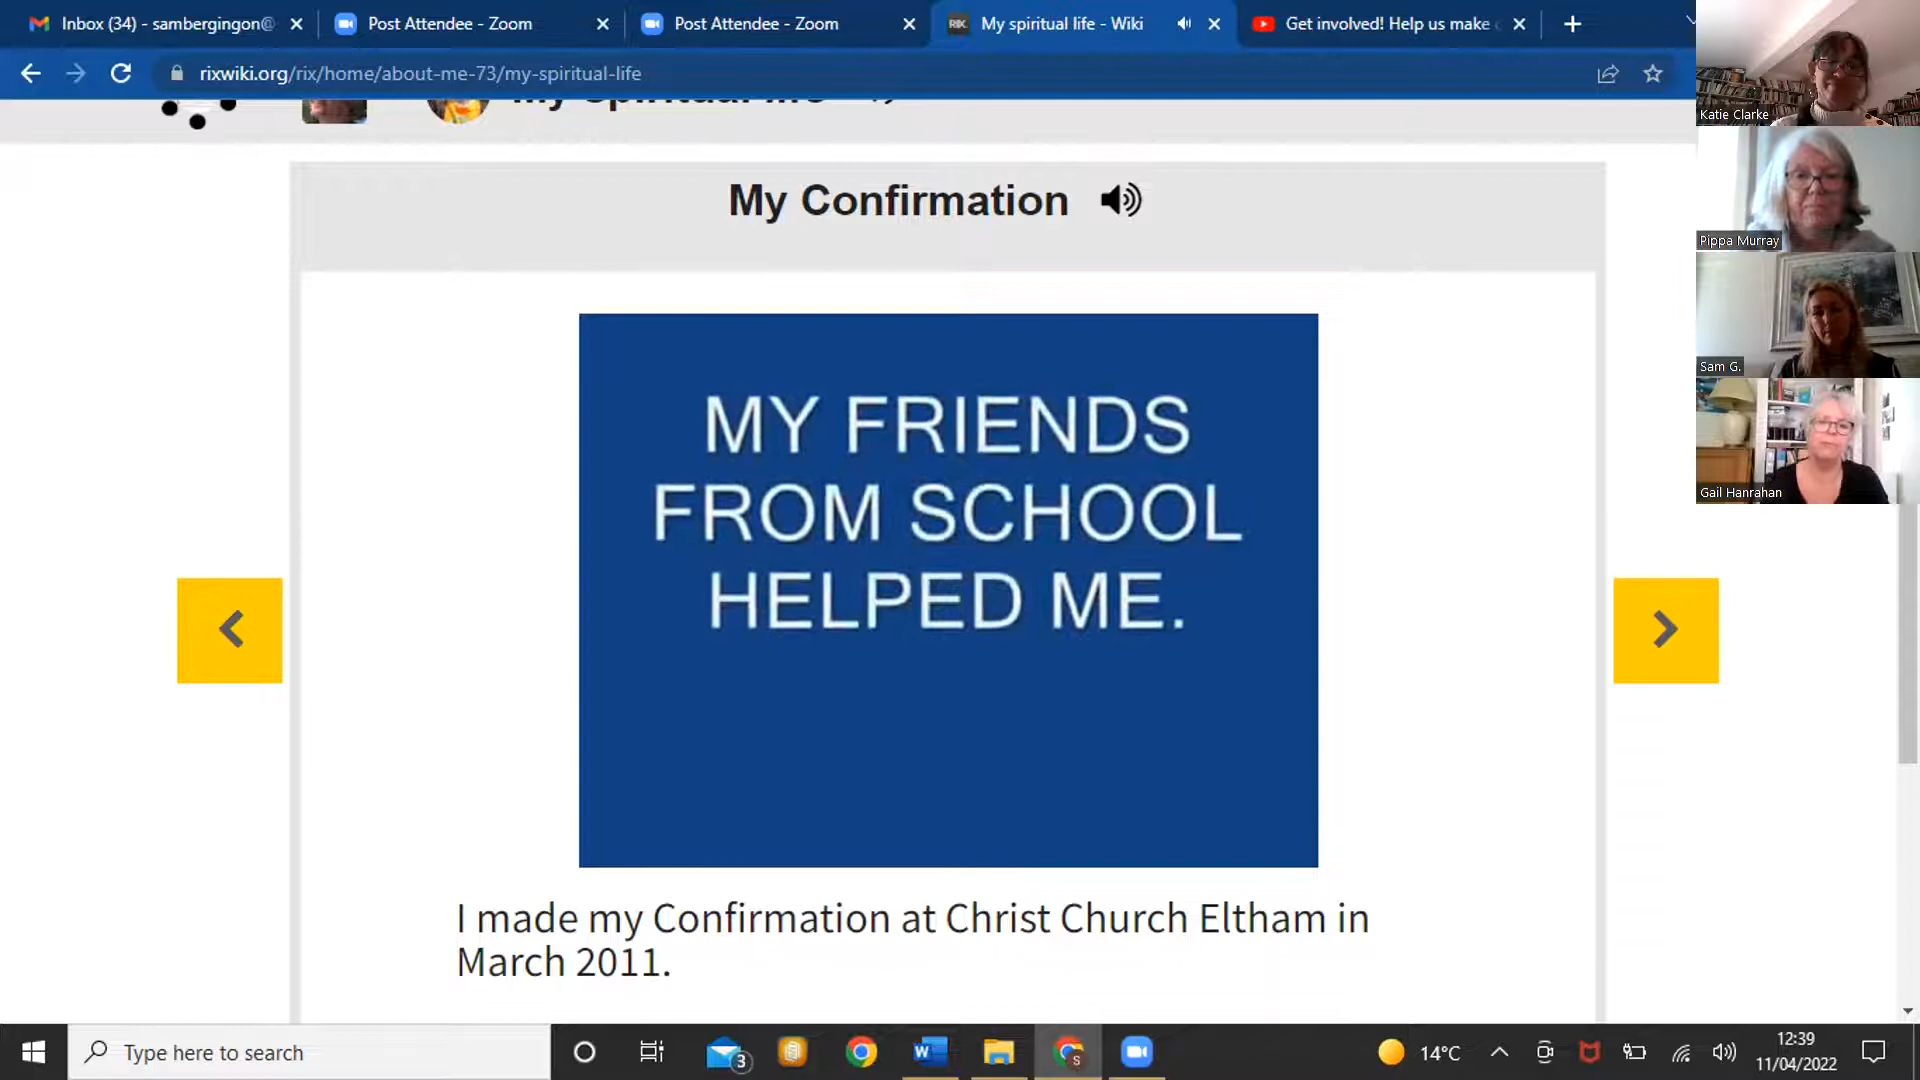 Inbox (34) - sambergingon@
Post Attendee - Zoom
Post Attendee - Zoom
RIX
My spiritual life - Wiki
Get involved! Help us make
rixwiki.org/rix/home/about-me-73/my-spiritual-life
My Confirmation
MY FRIENDS
FROM SCHOOL
HELPED ME.
I made my Confirmation at Christ Church Eltham in
March 2011.
Katie Clarke
Pippa Murray
Sam G.
Gail Hanrahan
Type here to search
3
W
S
14°C
12:39
11/04/2022